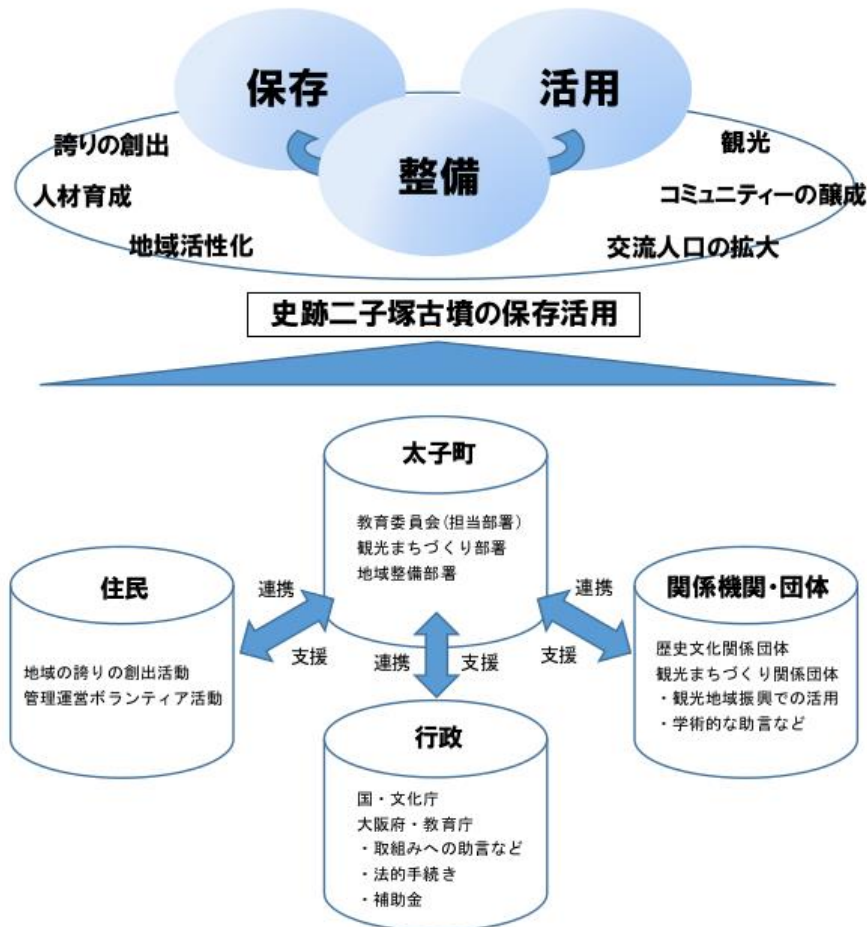 保存
活用
整備
誇りの創出
人材育成
地域活性化
観光
コミュニティーの醸成
交流人口の拡大
史跡二子塚古墳の保存活用
太子町
教育委員会(担当部署)
観光まちづくり部署
地域整備部署
住民
地域の誇りの創出活動
管理運営ボランティア活動
連携
支援
連携
支援
連携
支援
関係機関・団体
歴史文化関係団体
観光まちづくり関係団体
・観光地域振興での活用
・学術的な助言など
行政
国・文化庁
大阪府・教育庁
・取組みへの助言など
・法的手続き
・補助金